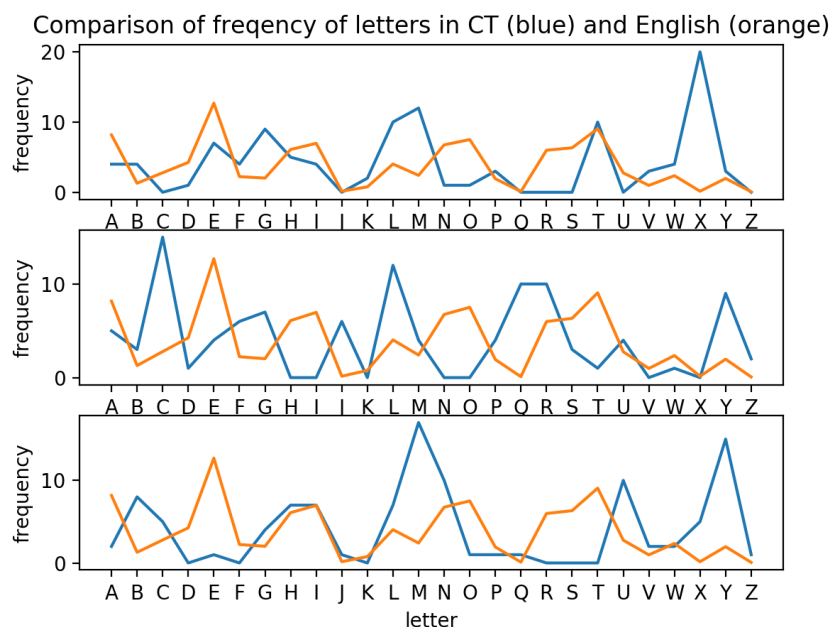 Comparison of freqency of letters in CT (blue) and English (orange)
20
10
0
frequency
A B C D E F G H I J K L M N O P Q R S T U V W X Y Z
10
0
frequency
A B C D E F G H I J K L M N O P Q R S T U V W X Y Z
10
0
frequency
A B C D E F G H I J K L M N O P Q R S T U V W X Y Z
letter